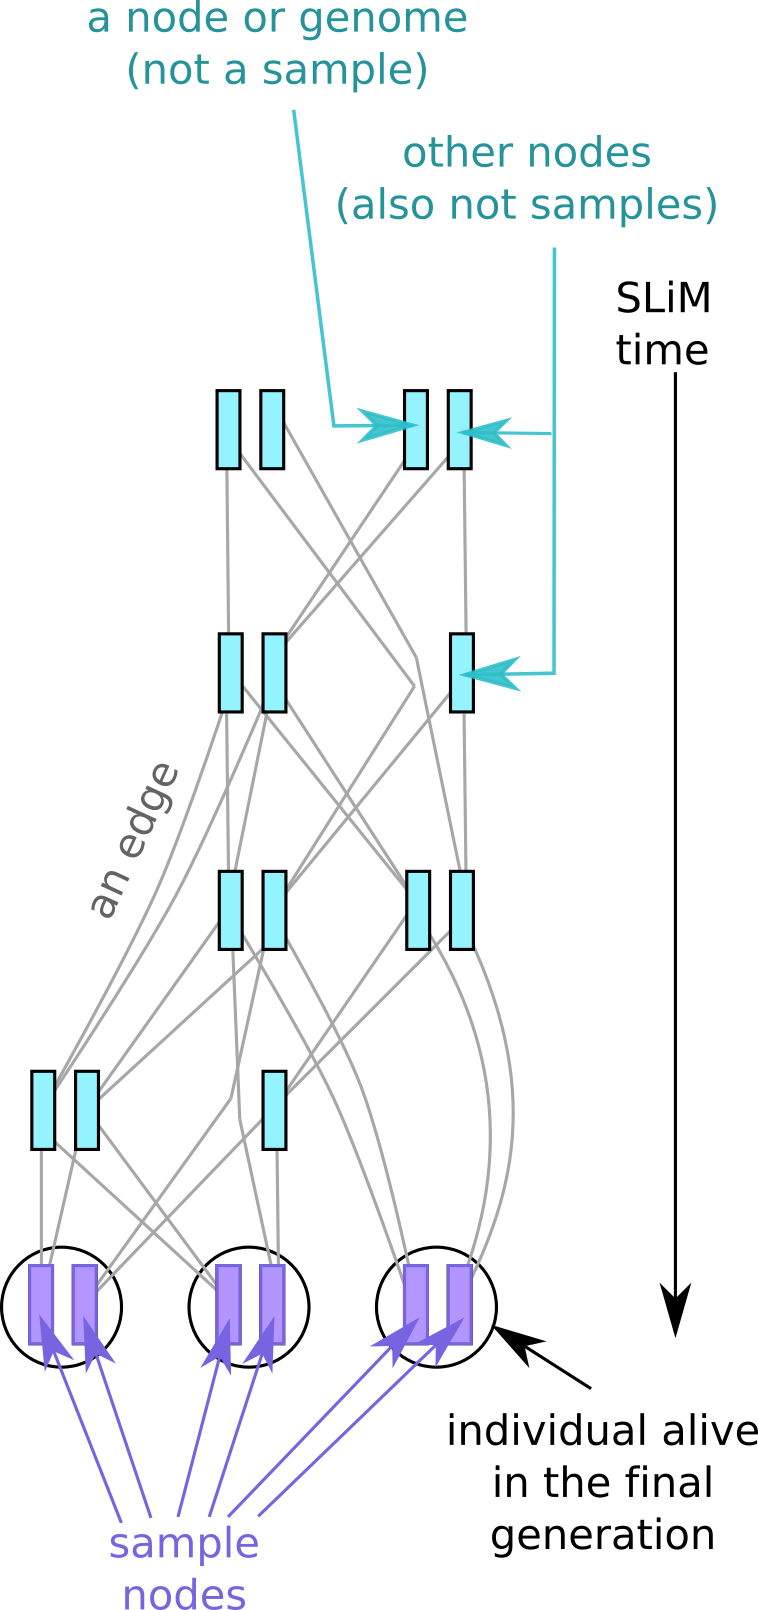 a node or genome
(not a sample)
other nodes
(also not samples)
SLiM
time
an edge
individual alive
in the final
generation
sample
nodes